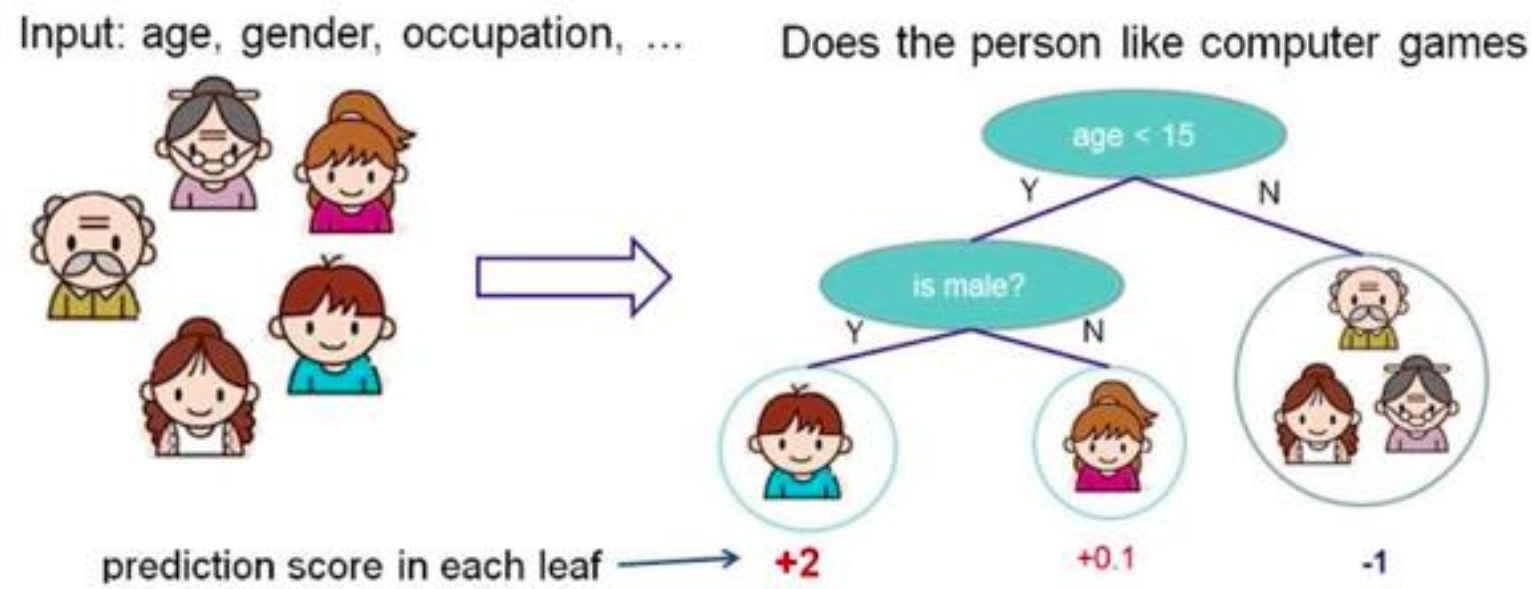 Input: age, gender, occupation, ...
Does the person like computer games
age < 15
Y
N
is male?
Y
N
prediction score in each leaf
+2
+0.1
-1